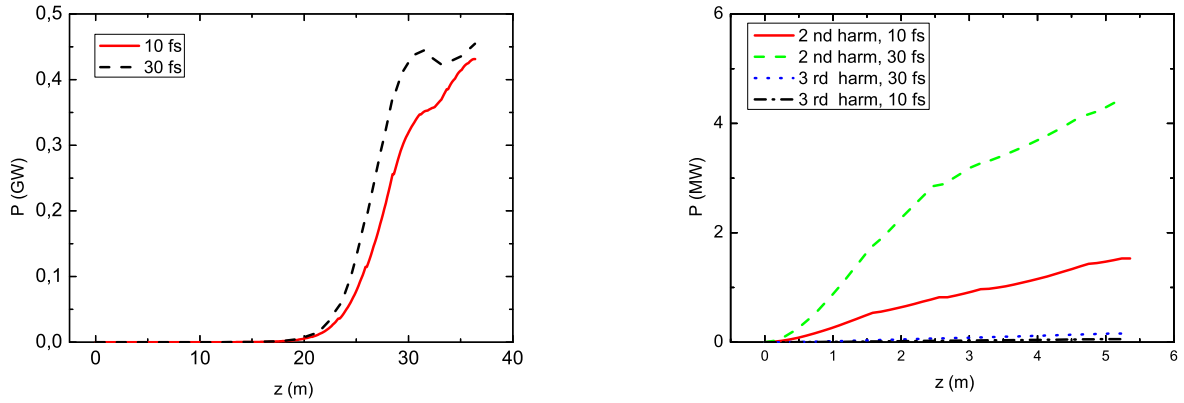 0,5
0,4
0,3
0,2
0,1
0,0
P (GW)
10 fs
30 fs
0 10 20 30 40
z (m)
6
4
2
0
P (MW)
2 nd harm, 10 fs
2 nd harm, 30 fs
3 rd harm, 30 fs
3 rd harm, 10 fs
0 1 2 3 4 5 6
z (m)